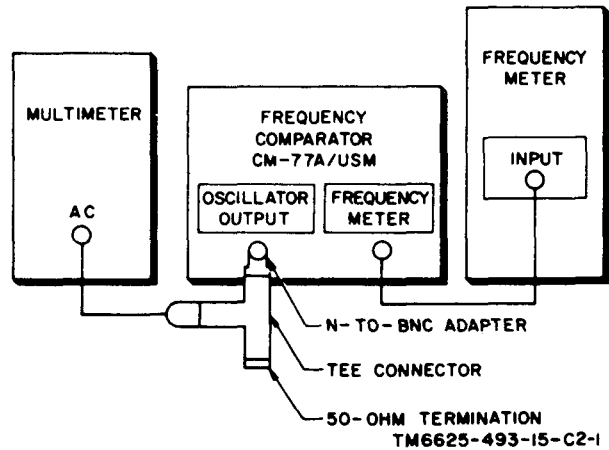 MULTIMETER
AC
FREQUENCY
COMPARATOR
CM-77A/USM
OSCILLATOR
OUTPUT
FREQUENCY
METER
FREQUENCY
METER
INPUT
N-TO-BNC ADAPTER
TEE CONNECTOR
50-OHM TERMINATION
TM6625-493-15-C2-1